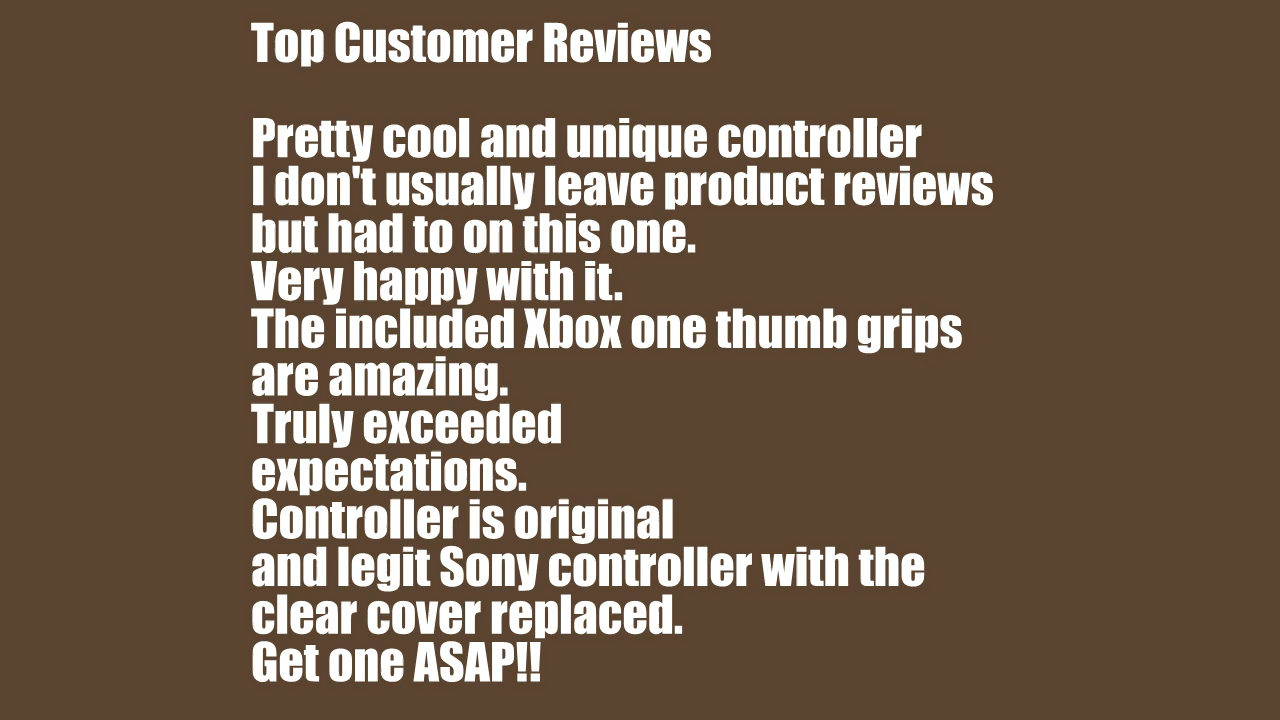 Top Customer Reviews
Pretty cool and unique controller
I don't usually leave product reviews
but had to on this one.
Very happy with it.
The included Xbox one thumb grips
are amazing.
Truly exceeded
expectations.
Controller is original
and legit Sony controller with the
clear cover replaced.
Get one ASAP!!